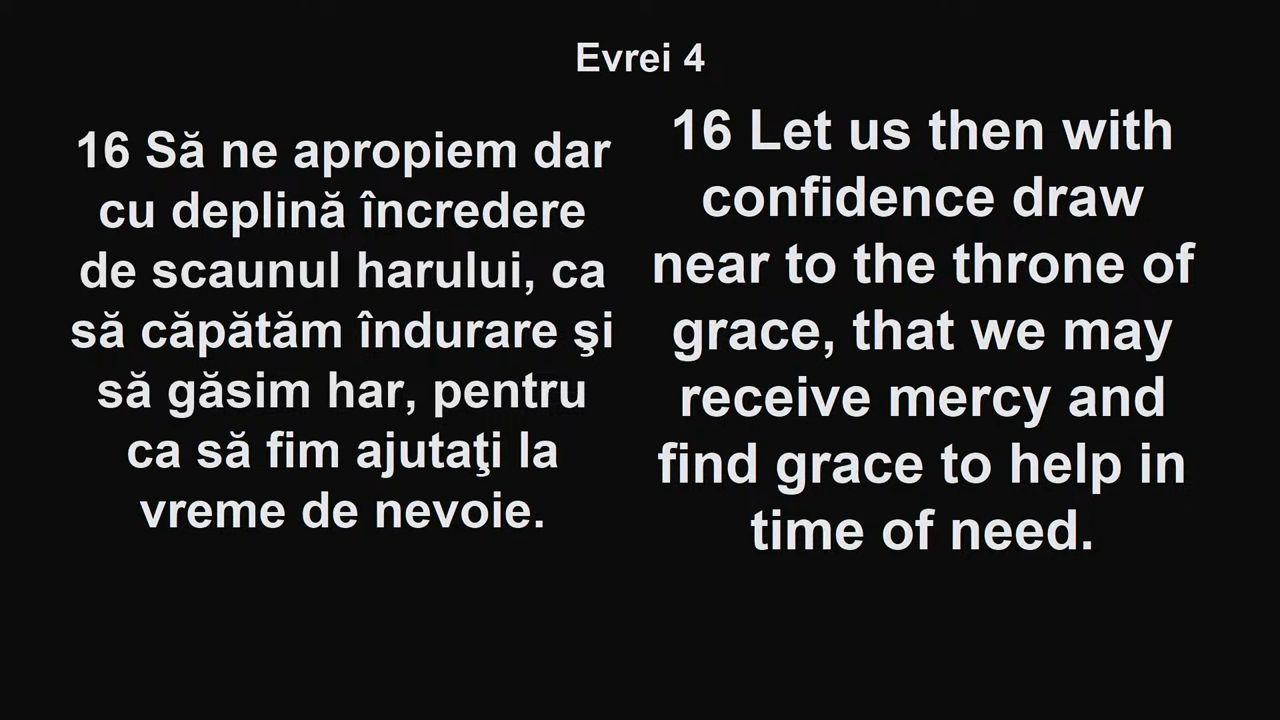 Evrei 4
16 Să ne apropiem dar
cu deplină încredere
de scaunul harului, ca
să căpătăm îndurare şi
să găsim har, pentru
ca să fim ajutaţi la
vreme de nevoie.
16 Let us then with
confidence draw
near to the throne of
grace, that we may
receive mercy and
find grace to help in
time of need.